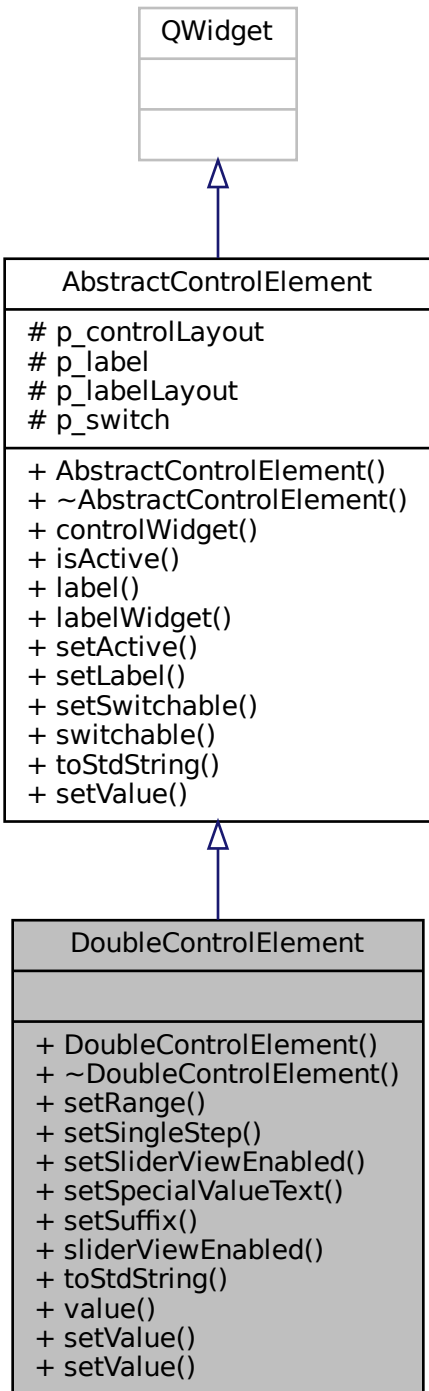 QWidget
AbstractControlElement
# p_controlLayout
# p_label
# p_labelLayout
# p_switch
+ AbstractControlElement()
+ ~AbstractControlElement()
+ controlWidget()
+ isActive()
+ label()
+ labelWidget()
+ setActive()
+ setLabel()
+ setSwitchable()
+ switchable()
+ toStdString()
+ setValue()
DoubleControlElement
+ DoubleControlElement()
+ ~DoubleControlElement()
+ setRange()
+ setSingleStep()
+ setSliderViewEnabled()
+ setSpecialValueText()
+ setSuffix()
+ sliderViewEnabled()
+ toStdString()
+ value()
+ setValue()
+ setValue()